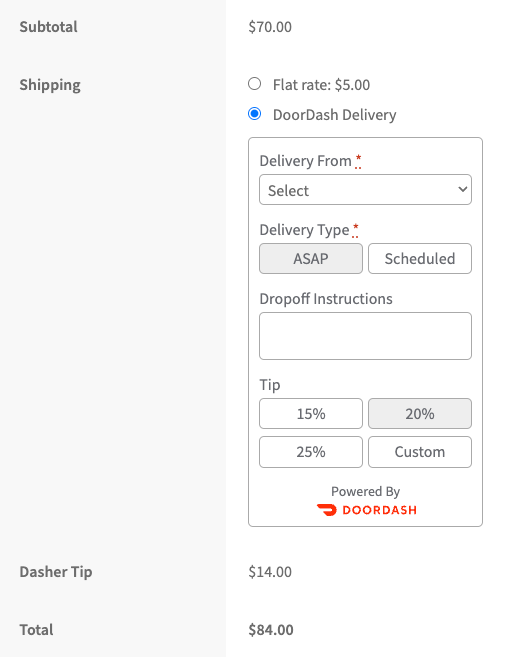 Subtotal $70.00
Shipping Flat rate: $5.00
DoorDash Delivery
Delivery From *
Select
Delivery Type *
ASAP Scheduled
Dropoff Instructions
Tip
15% 20%
25% Custom
Powered By
DOORDASH
Dasher Tip $14.00
Total $84.00